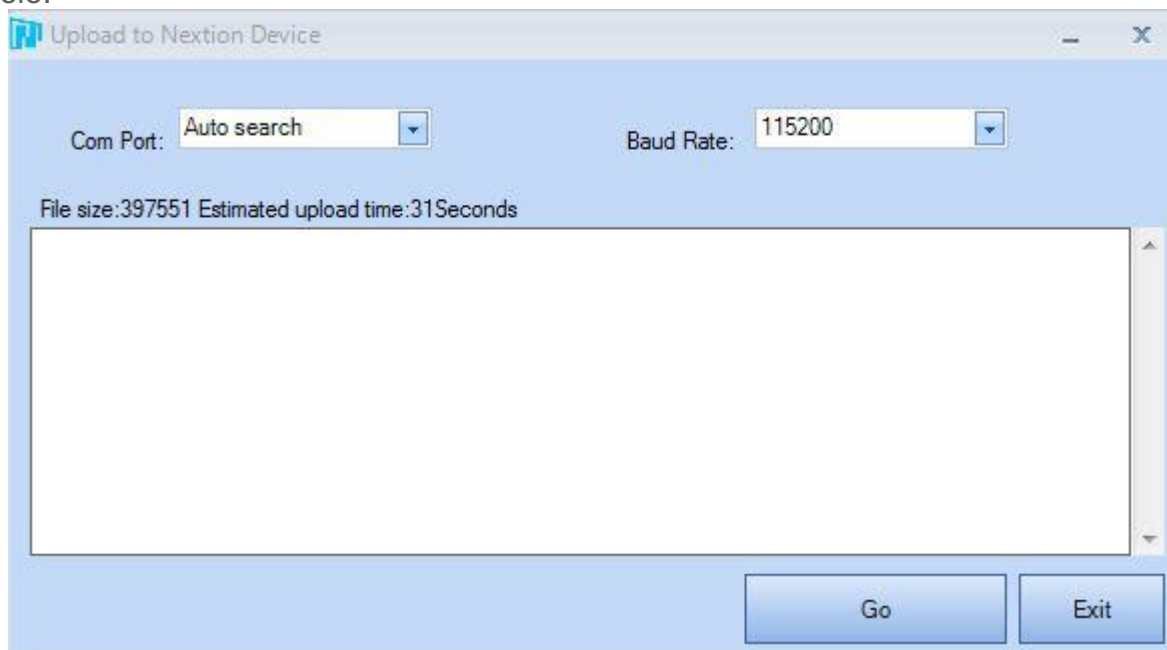 Upload to Nextion Device
Com Port: Auto search Baud Rate: 115200
File size:397551 Estimated upload time:31Seconds
Go Exit